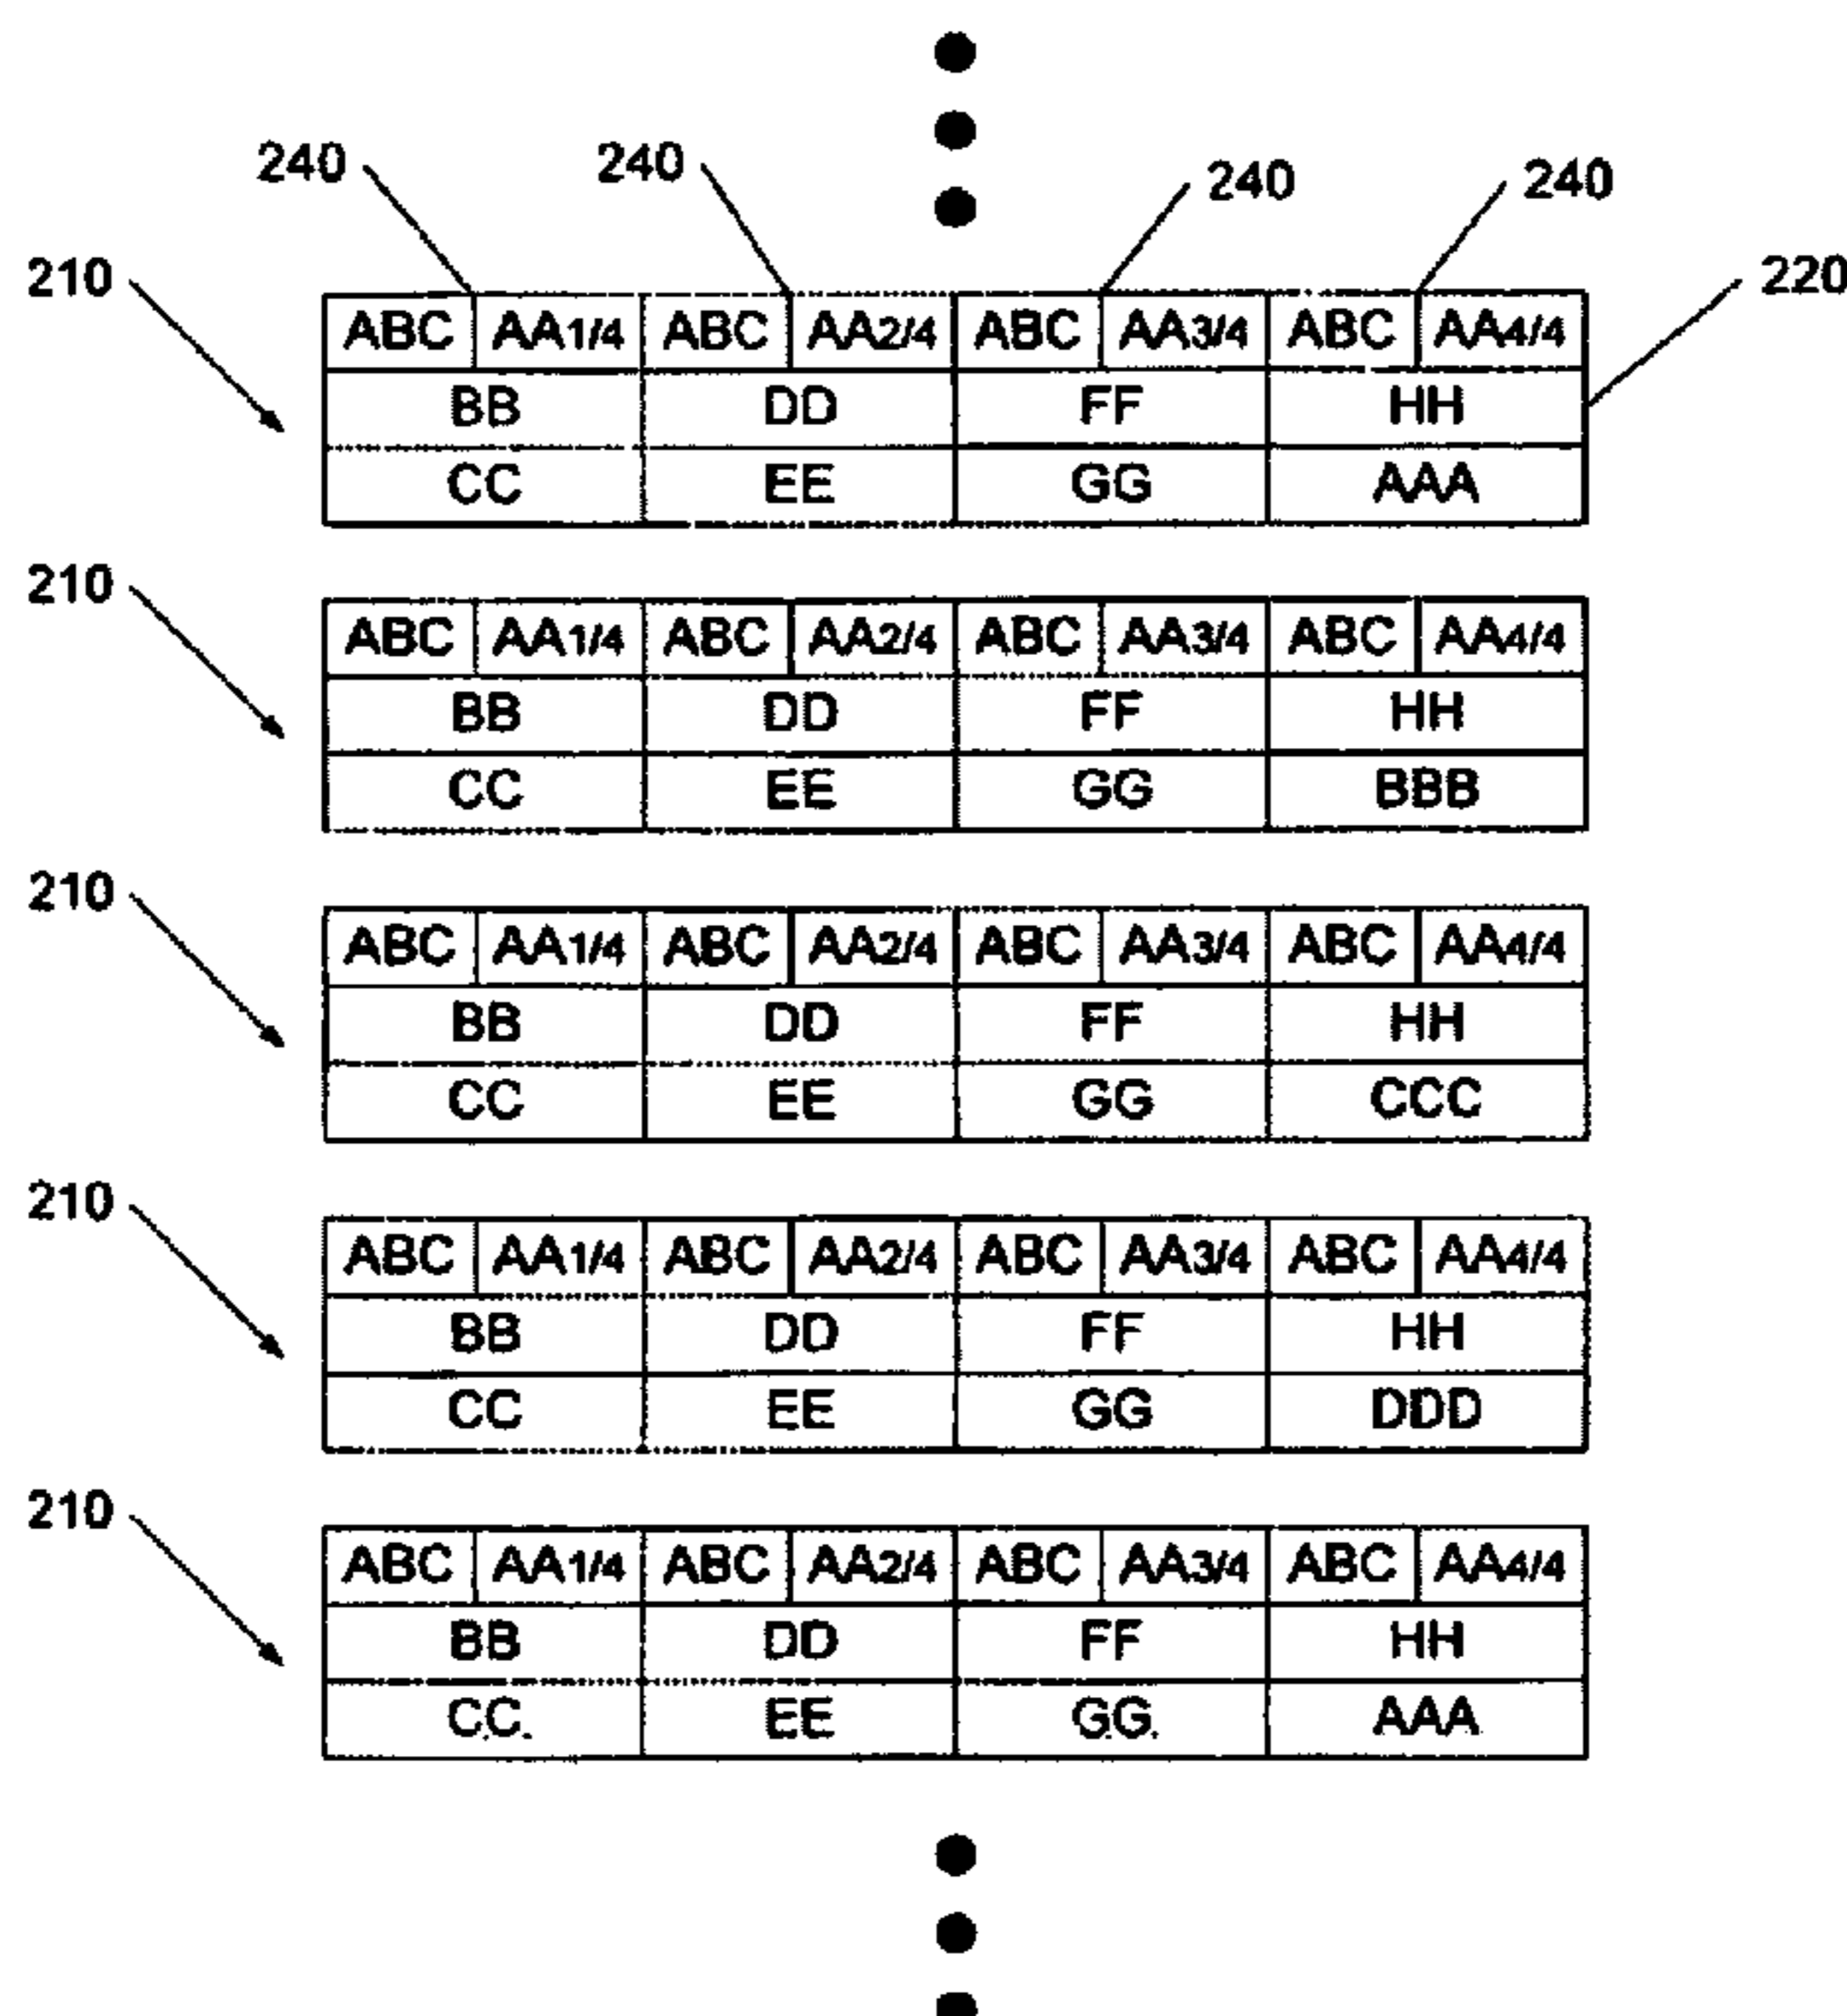 240 240 240 240
210 220
ABC AA1/4 ABC AA2/4 ABC AA3/4 ABC AA4/4
BB DD FF HH
CC EE GG AAA
210
ABC AA1/4 ABC AA2/4 ABC AA3/4 ABC AA4/4
BB DD FF HH
CC EE GG BBB
210
ABC AA1/4 ABC AA2/4 ABC AA3/4 ABC AA4/4
BB DD FF HH
CC EE GG CCC
210
ABC AA1/4 ABC AA2/4 ABC AA3/4 ABC AA4/4
BB DD FF HH
CC EE GG DDD
210
ABC AA1/4 ABC AA2/4 ABC AA3/4 ABC AA4/4
BB DD FF HH
CC EE GG AAA